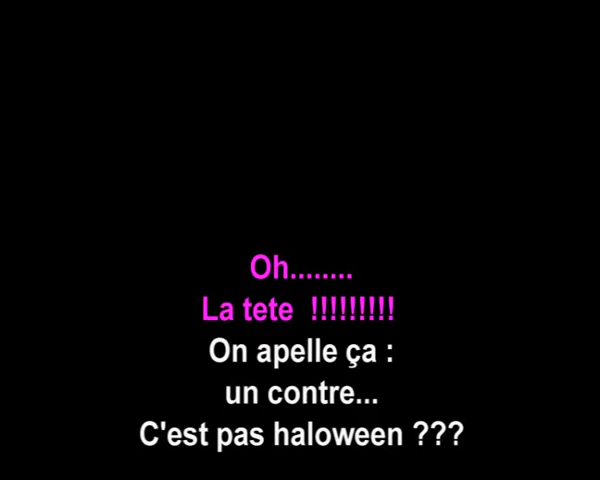 Oh........
La tete  !!!!!!!!!
On apelle ça :
un contre...
C'est pas haloween ???